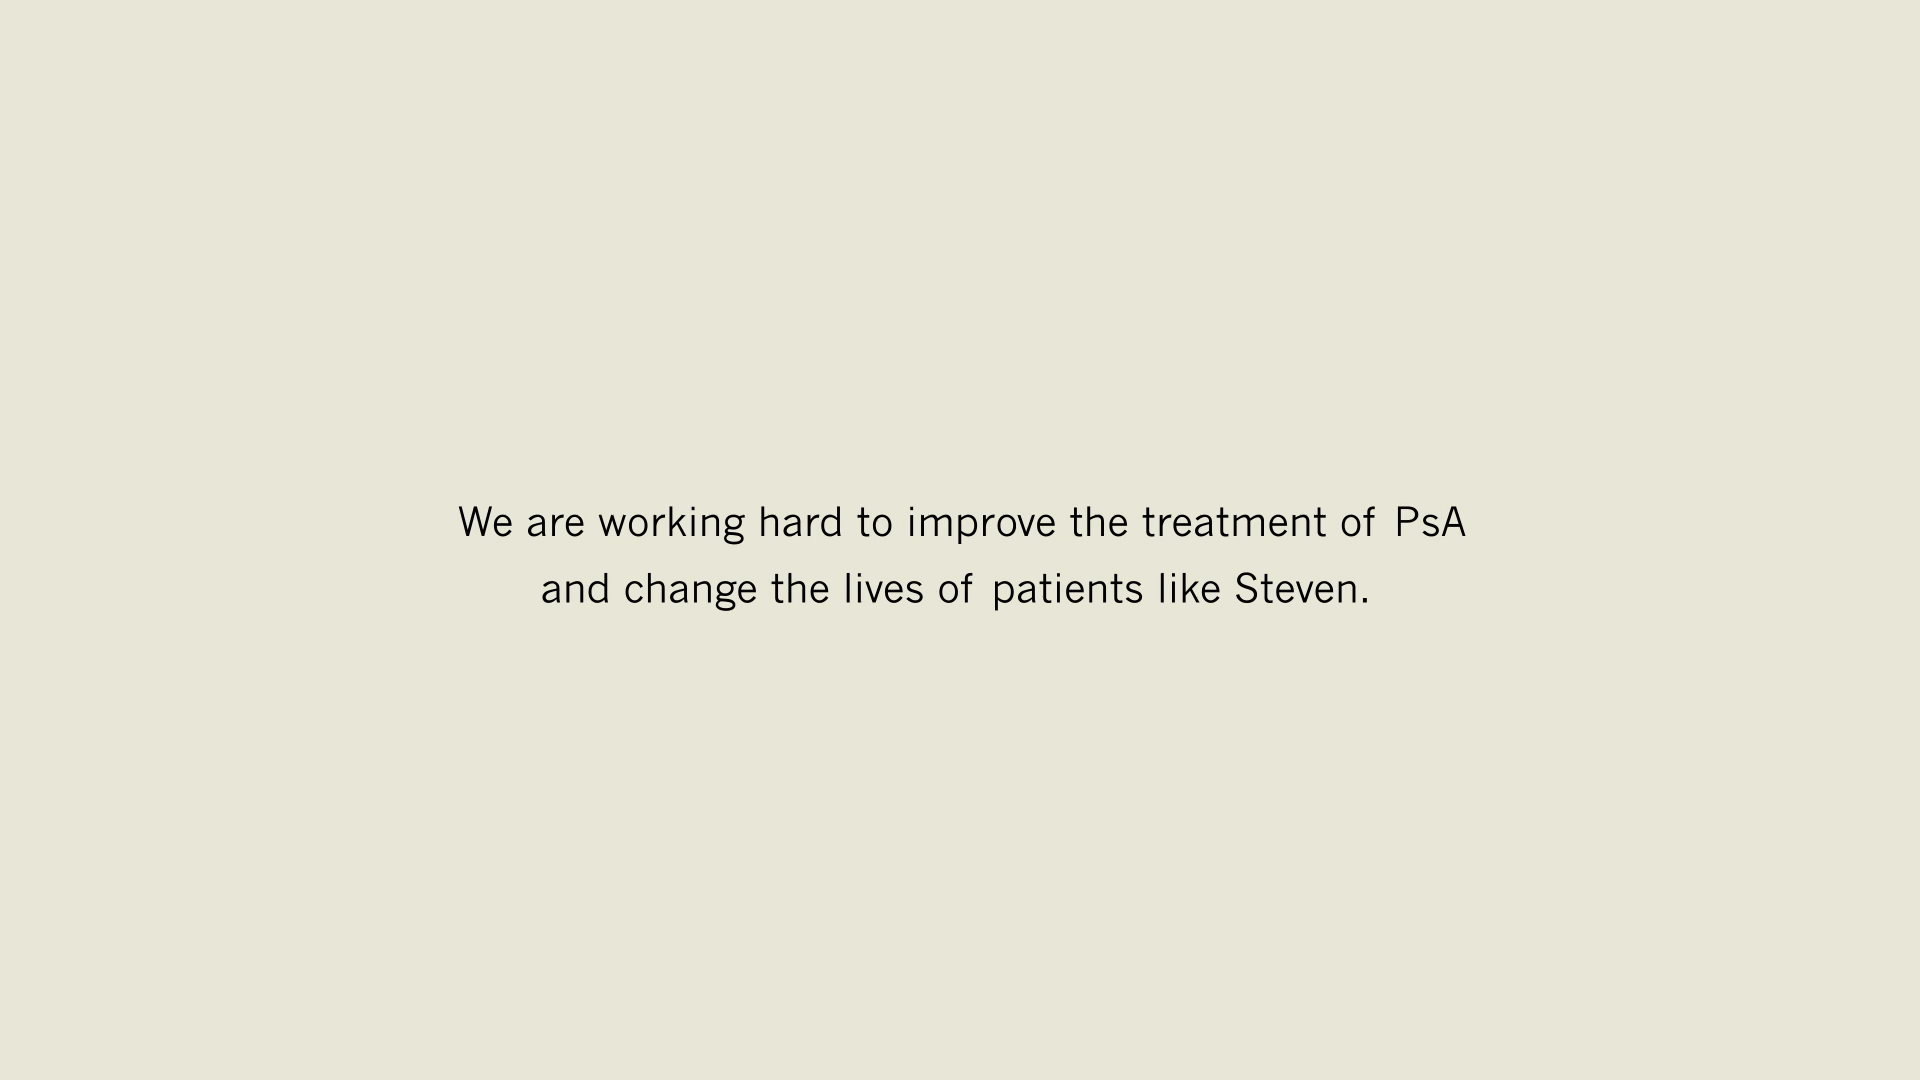 We are working hard to improve the treatment of PsA
and change the lives of patients like Steven.